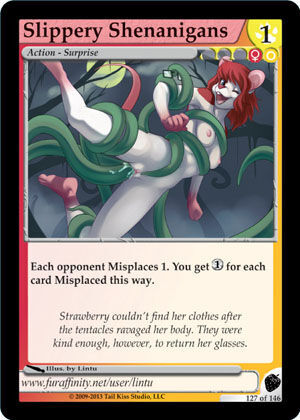 Slippery Shenanigans 1
Action - Surprise
Each opponent Misplaces 1. You get 1 for each
card Misplaced this way.
Strawberry couldn't find her clothes after
the tentacles ravaged her body. They were
kind enough, however, to return her glasses.
Illus. by Lintu
www.furaffinity.net/user/lintu
127 of 146
© 2009-2013 Tail Kiss Studio, LLC